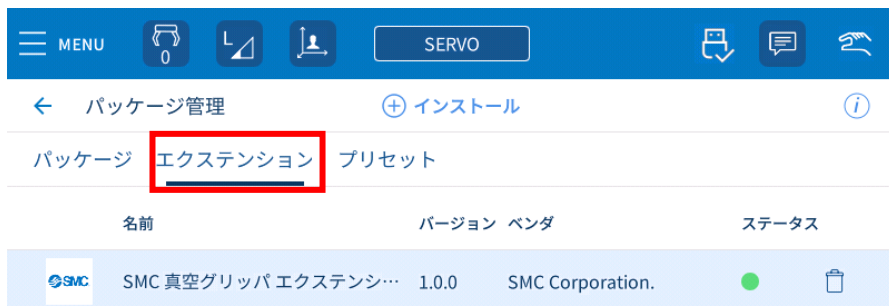 MENU 0 L SERVO
パッケージ管理 インストール i
パッケージ エクステンション プリセット
名前 バージョン ベンダ ステータス
SMC SMC 真空グリッパ エクステンシ… 1.0.0 SMC Corporation.